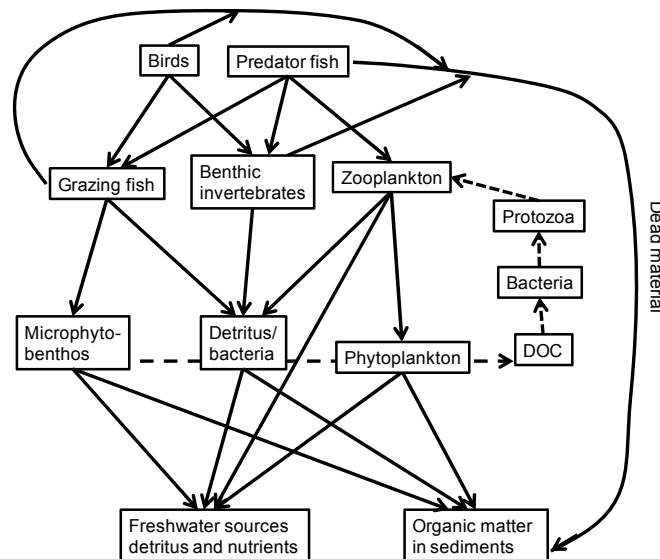 Birds
Predator fish
Grazing fish
Benthic
invertebrates
Zooplankton
Protozoa
Bacteria
DOC
Dead material
Microphyto-
benthos
Detritus/
bacteria
Phytoplankton
Freshwater sources
detritus and nutrients
Organic matter
in sediments